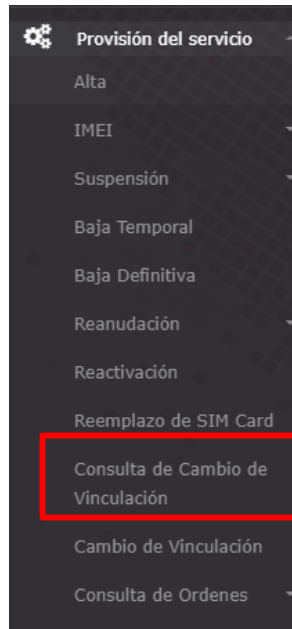 Provisión del servicio
Alta
IMEI
Suspensión
Baja Temporal
Baja Definitiva
Reanudación
Reactivación
Reemplazo de SIM Card
Consulta de Cambio de
Vinculación
Cambio de Vinculación
Consulta de Ordenes